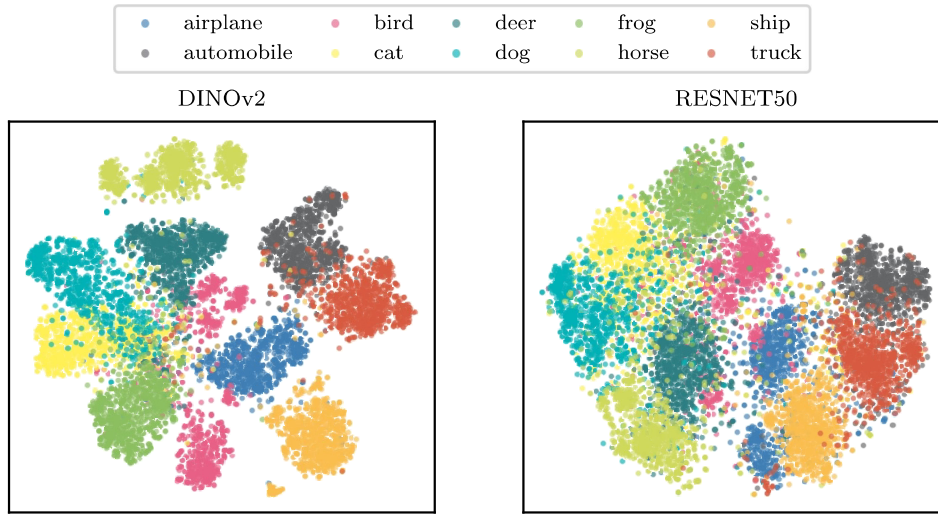 airplane bird deer frog ship
automobile cat dog horse truck
DINOv2 RESNET50